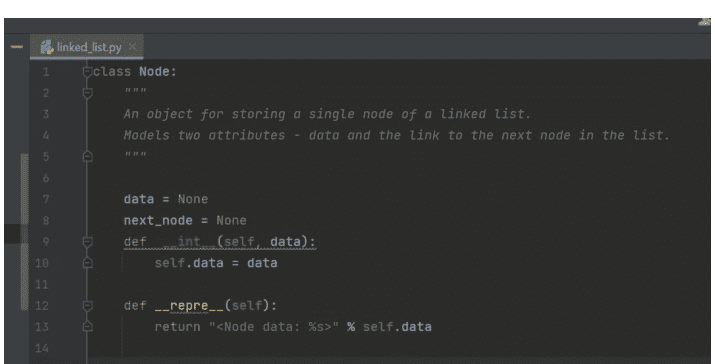 linked_list.py
1 class Node:
2 """
3 An object for storing a single node of a linked list.
4 Models two attributes - data and the link to the next node in the list.
5 """
6
7 data = None
8 next_node = None
9 def __int__(self, data):
10 self.data = data
11
12 def __repre__(self):
13 return "<Node data: %s>" % self.data
14